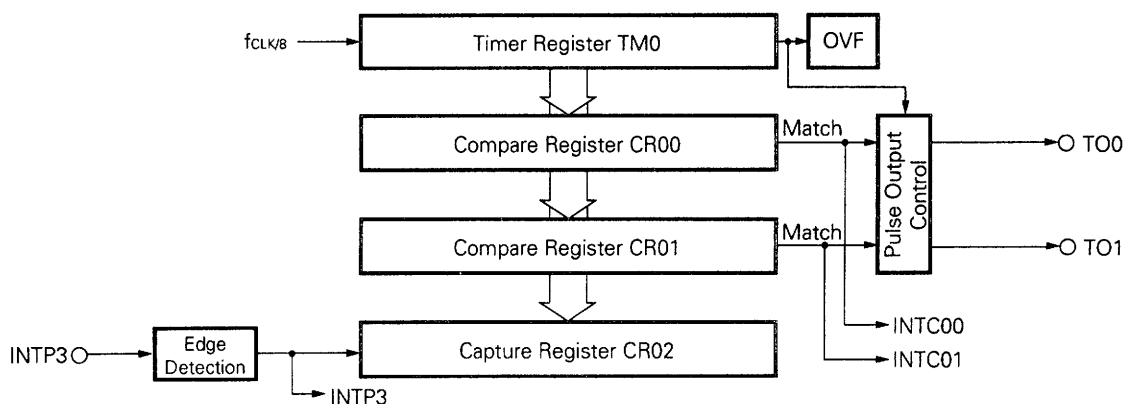 fCLK/8
Timer Register TM0
OVF
Compare Register CR00
Match
Pulse Output
Control
TO0
Compare Register CR01
Match
TO1
INTC00
INTP3
Edge
Detection
Capture Register CR02
INTC01
INTP3